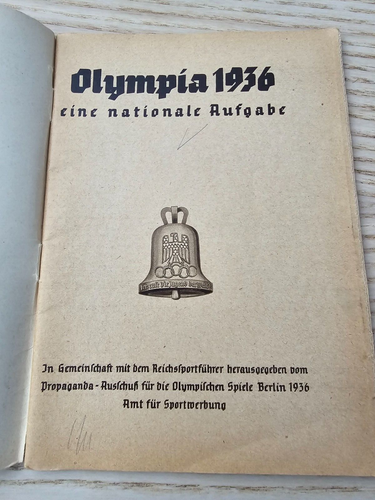 Olympia 1936
eine nationale Aufgabe
In Gemeinschaft mit dem Reichssportführer herausgegeben vom
Propaganda-Ausschuß für die Olympischen Spiele Berlin 1936
Amt für Sportwerbung